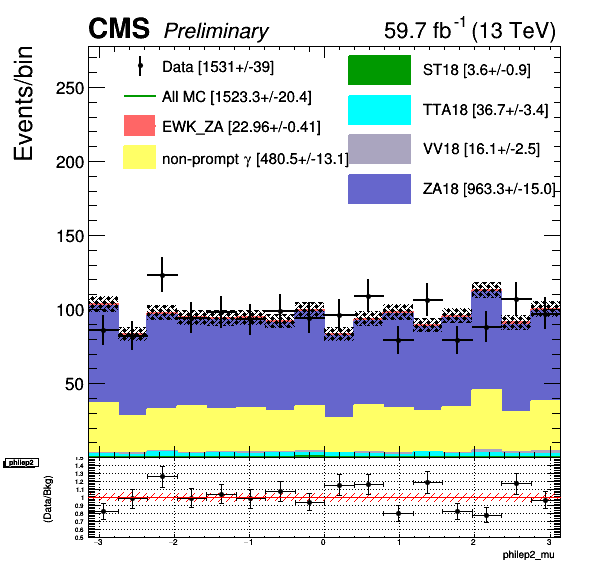 CMS Preliminary 59.7 fb⁻¹ (13 TeV)
Events/bin
250
200
150
100
50
Data [1531+/-39]
All MC [1523.3+/-20.4]
EWK_ZA [22.96+/-0.41]
non-prompt γ [480.5+/-13.1]
ST18 [3.6+/-0.9]
TTA18 [36.7+/-3.4]
VV18 [16.1+/-2.5]
ZA18 [963.3+/-15.0]
philep2
(Data/Bkg)
1.5
1.4
1.3
1.2
1.1
1
0.9
0.8
0.7
0.6
0.5
−3 −2 −1 0 1 2 3
philep2_mu